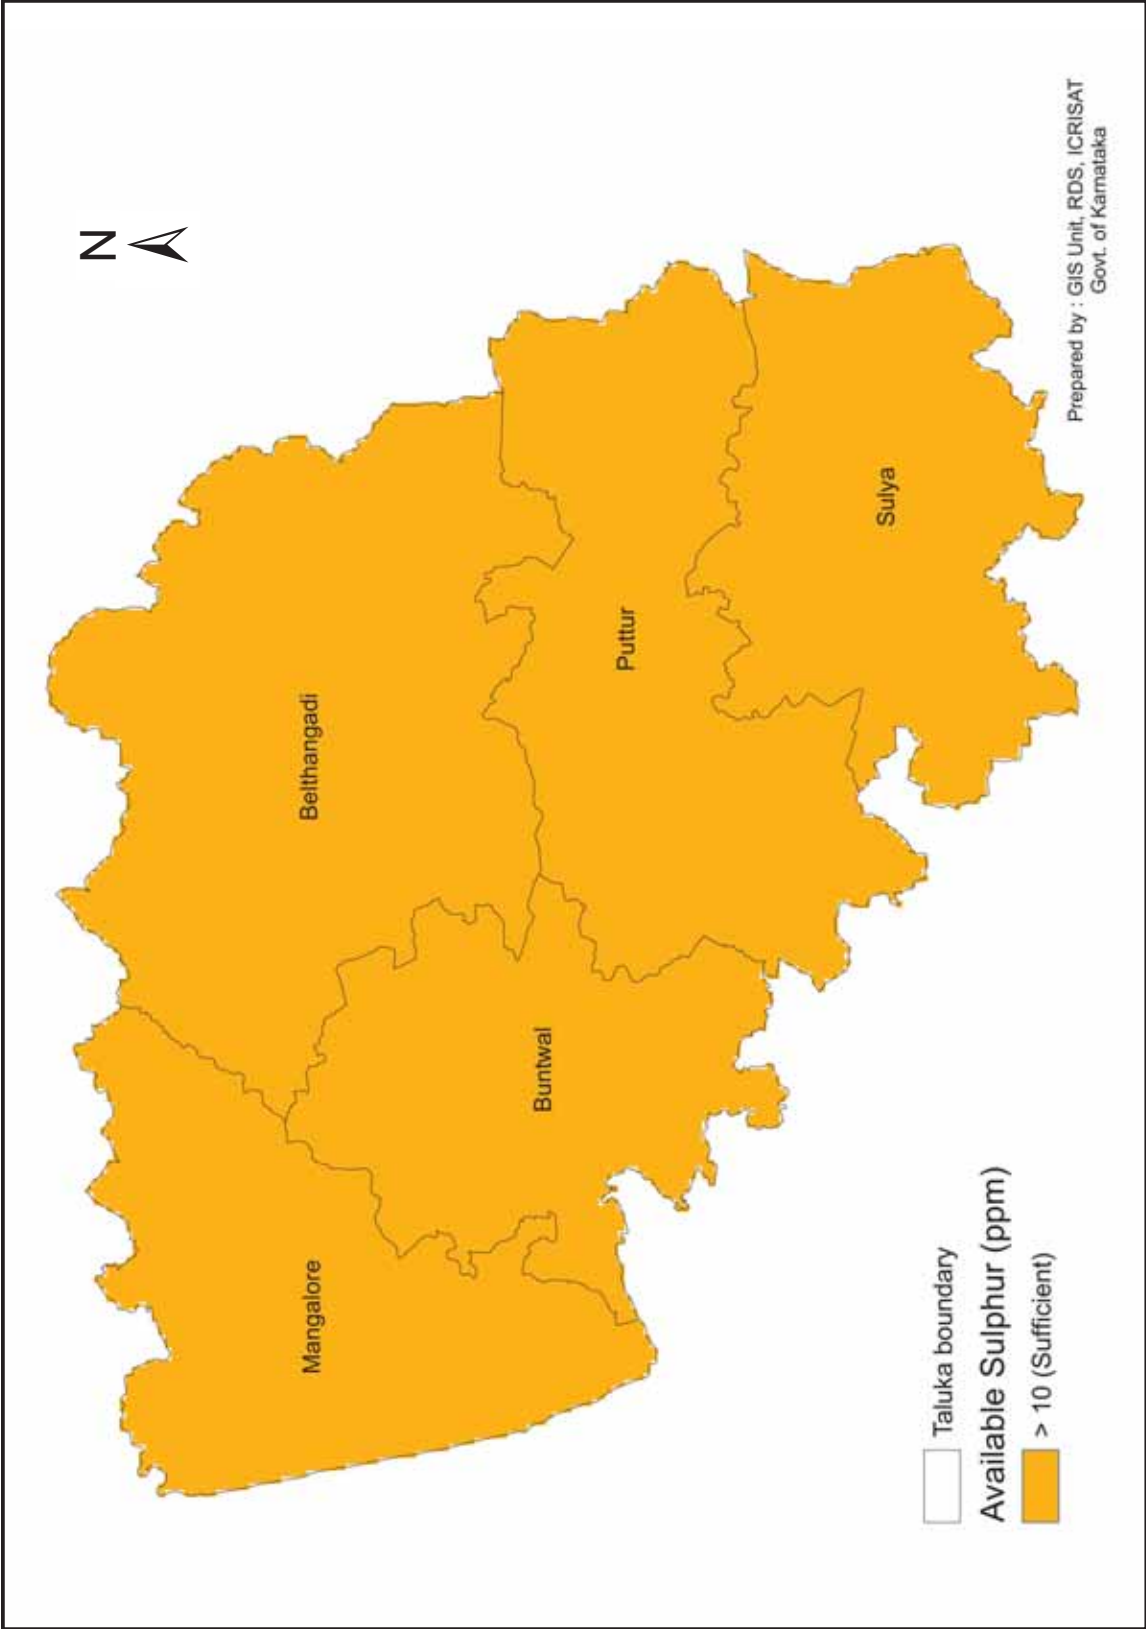 N
Belthangadi
Mangalore
Buntwal
Puttur
Sulya
Taluka boundary
Available Sulphur (ppm)
> 10 (Sufficient)
Prepared by : GIS Unit, RDS, ICRISAT
Govt. of Karnataka